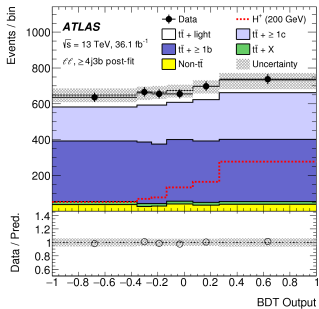 Events / bin
1000
800
600
400
200
ATLAS
√s = 13 TeV, 36.1 fb⁻¹
ℓℓ, ≥ 4j3b post-fit
Data
H⁺ (200 GeV)
tt̄ + light
tt̄ + ≥ 1c
tt̄ + ≥ 1b
tt̄ + X
Non-tt̄
Uncertainty
Data / Pred.
1.4
1.2
1
0.8
0.6
−1 −0.8 −0.6 −0.4 −0.2 0 0.2 0.4 0.6 0.8 1
BDT Output